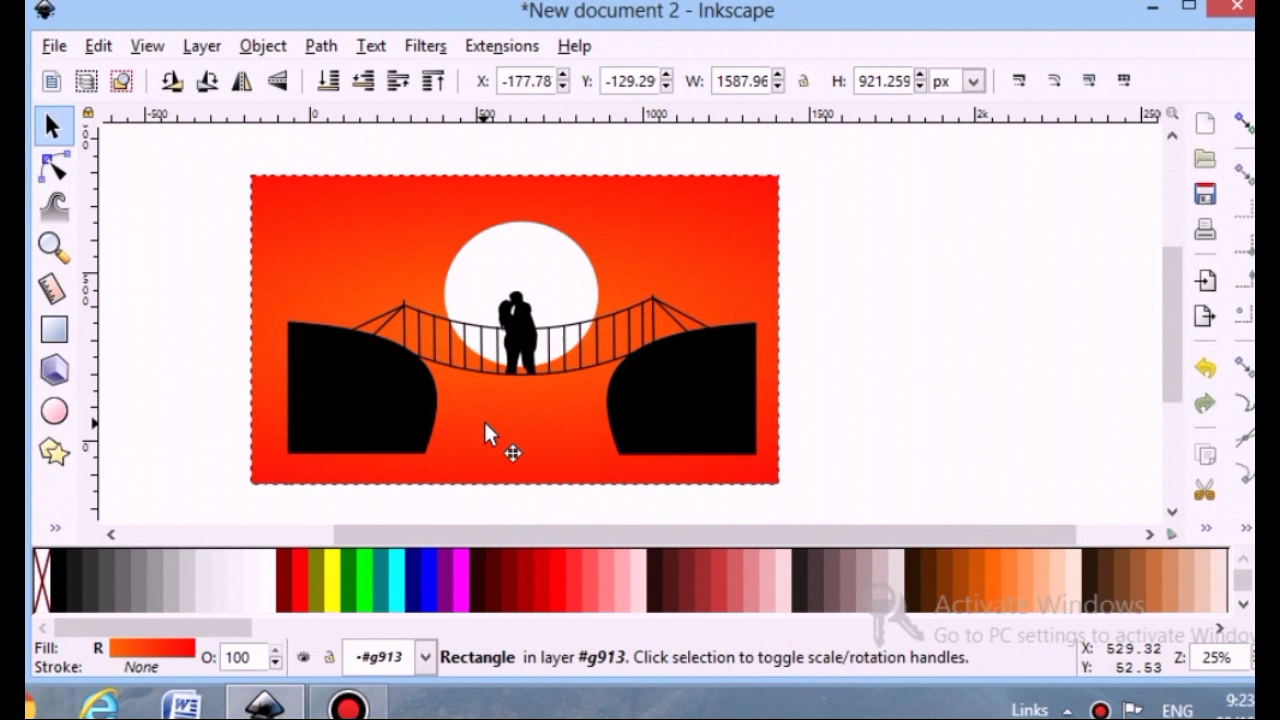 *New document 2 - Inkscape
File Edit View Layer Object Path Text Filters Extensions Help
X: -177.78 Y: -129.29 W: 1587.96 H: 921.259 px
-500 0 500 1000 1500 2k 250
500
0
Activate Windows
Go to PC settings to activate Windo
Fill: R O: 100 •#g913 Rectangle in layer #g913. Click selection to toggle scale/rotation handles. X: 529.32 Z: 25%
Stroke: None Y: 52.53
Links ENG 9:23